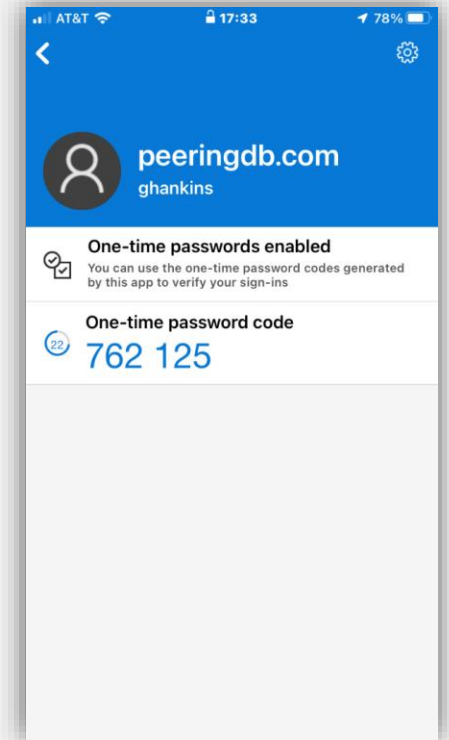 AT&T 17:33 78%
peeringdb.com
ghankins
One-time passwords enabled
You can use the one-time password codes generated
by this app to verify your sign-ins
One-time password code
22
762 125